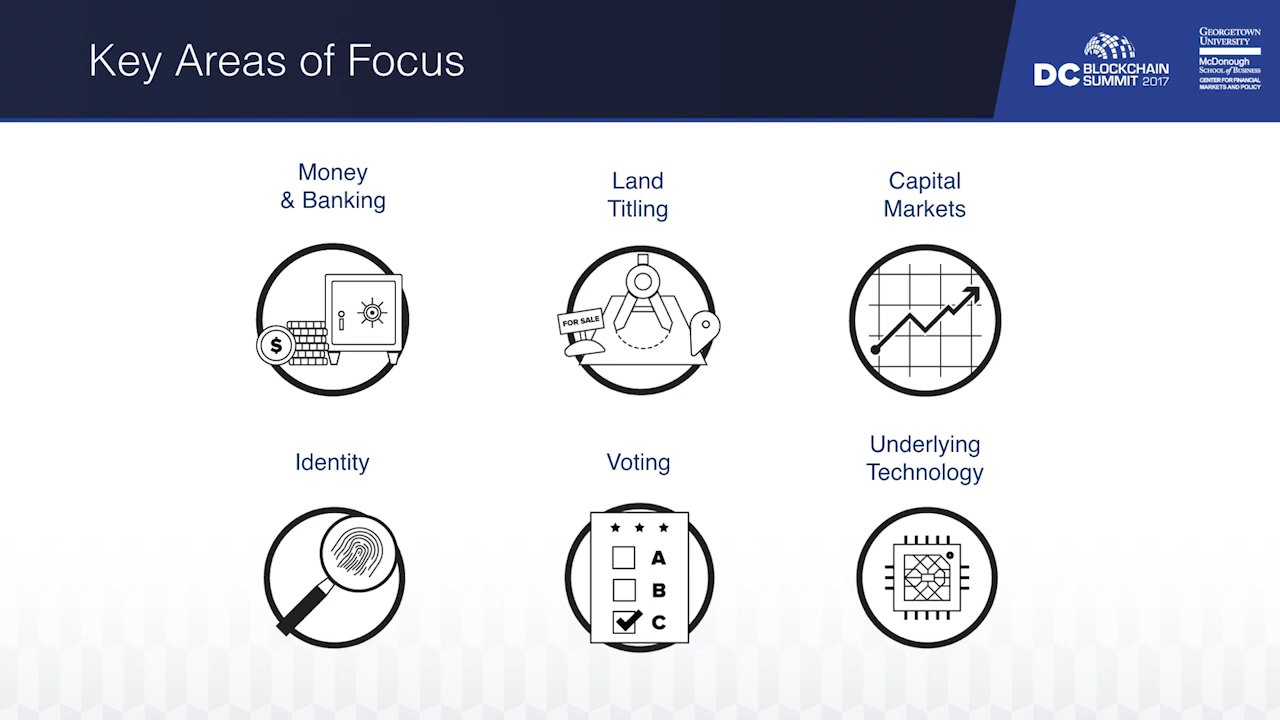 Key Areas of Focus
DC BLOCKCHAIN
SUMMIT 2017
GEORGETOWN
UNIVERSITY
McDonough
SCHOOL of BUSINESS
CENTER FOR FINANCIAL
MARKETS AND POLICY
Money
& Banking
Land
Titling
Capital
Markets
$
FOR SALE
Identity
Voting
Underlying
Technology
A
B
C